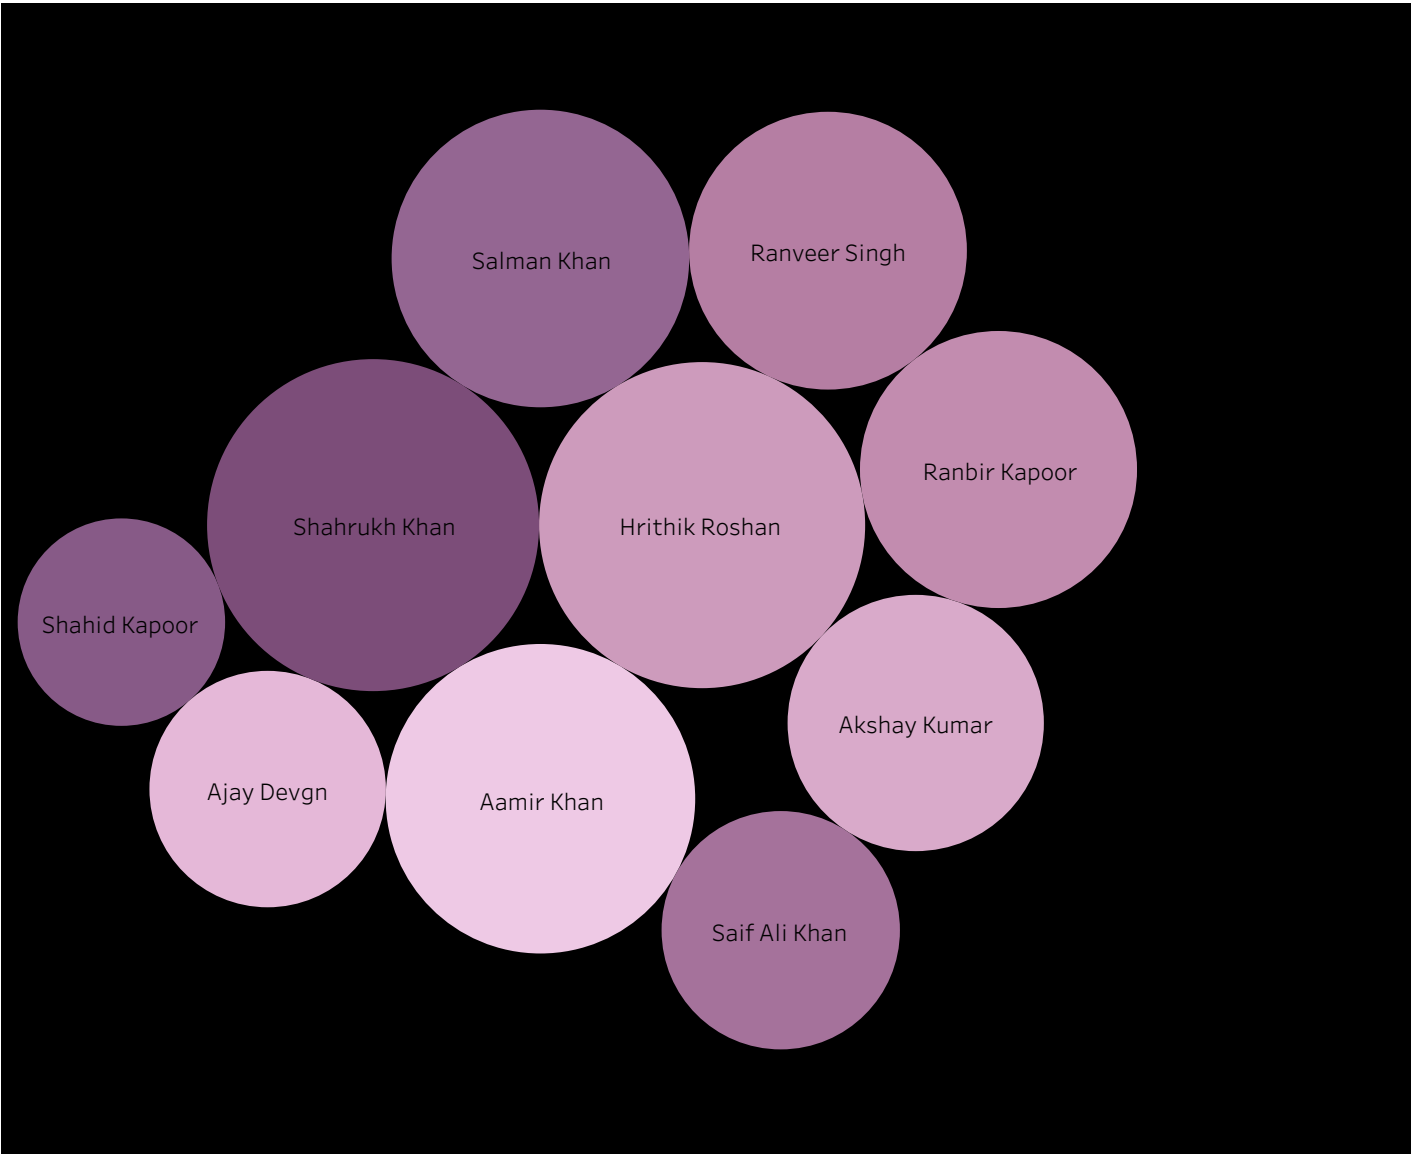 Salman Khan
Ranveer Singh
Ranbir Kapoor
Shahrukh Khan
Hrithik Roshan
Shahid Kapoor
Akshay Kumar
Ajay Devgn
Aamir Khan
Saif Ali Khan